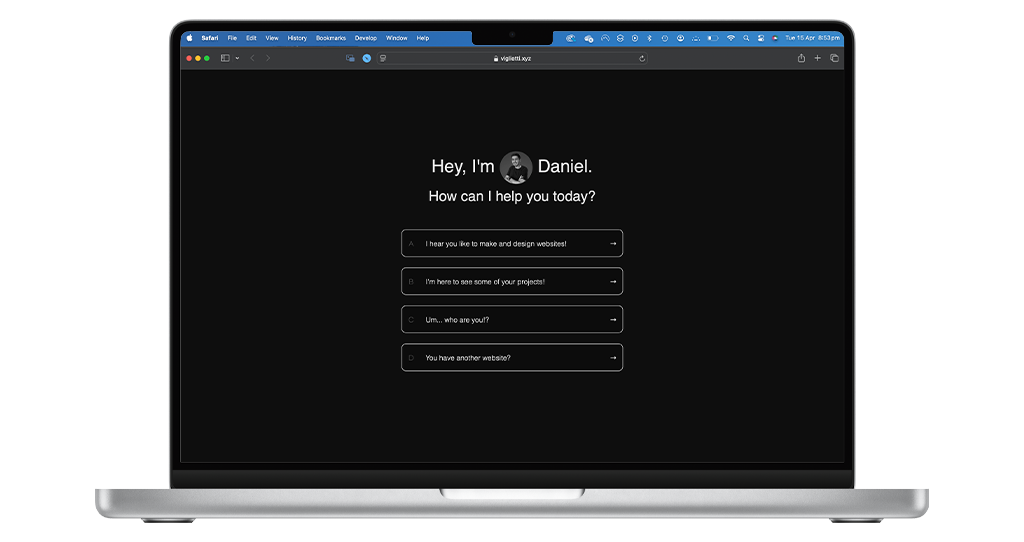 Safari File Edit View History Bookmarks Develop Window Help Tue 15 Apr 8:53 pm
viglietti.xyz
Hey, I'm Daniel.
How can I help you today?
A I hear you like to make and design websites! →
B I'm here to see some of your projects! →
C Um... who are you!? →
D You have another website? →